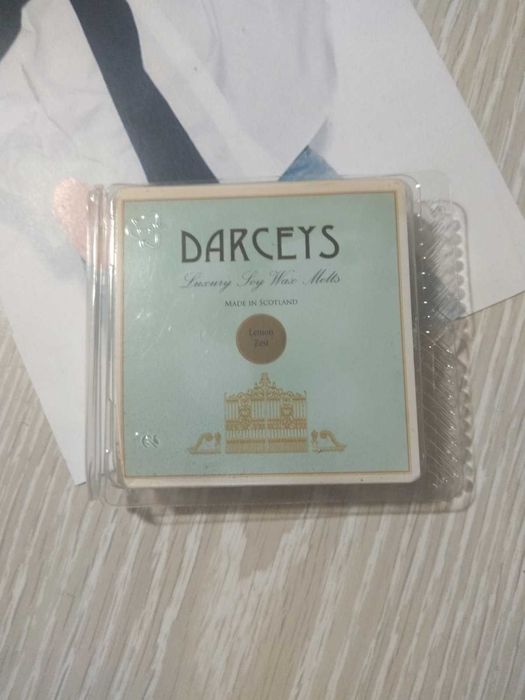 DARCEYS
Luxury Soy Wax Melts
MADE IN SCOTLAND
Lemon
Zest